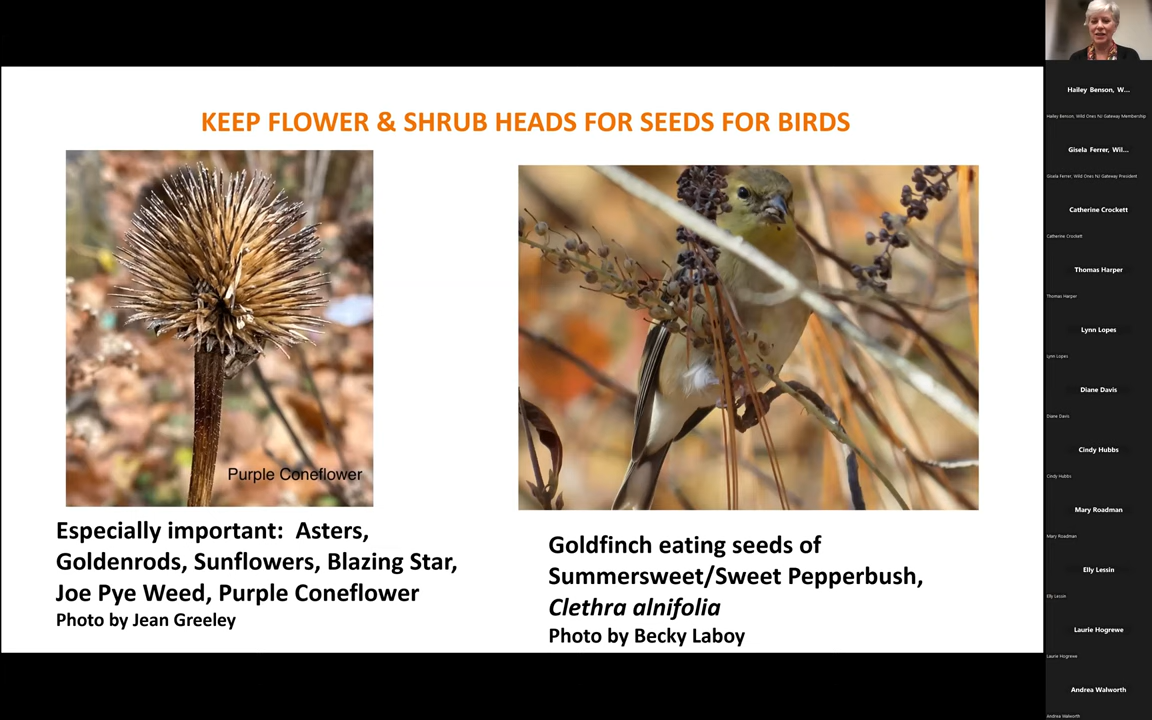 KEEP FLOWER & SHRUB HEADS FOR SEEDS FOR BIRDS
Purple Coneflower
Especially important:  Asters,
Goldenrods, Sunflowers, Blazing Star,
Joe Pye Weed, Purple Coneflower
Photo by Jean Greeley
Goldfinch eating seeds of
Summersweet/Sweet Pepperbush,
Clethra alnifolia
Photo by Becky Laboy
Hailey Benson, W...
Hailey Benson, Wild Ones NJ Gateway Membership
Gisela Ferrer, Wil...
Gisela Ferrer, Wild Ones NJ Gateway President
Catherine Crockett
Catherine Crockett
Thomas Harper
Thomas Harper
Lynn Lopes
Lynn Lopes
Diane Davis
Diane Davis
Cindy Hubbs
Cindy Hubbs
Mary Roadman
Mary Roadman
Elly Lessin
Elly Lessin
Laurie Hogrewe
Laurie Hogrewe
Andrea Walworth
Andrea Walworth